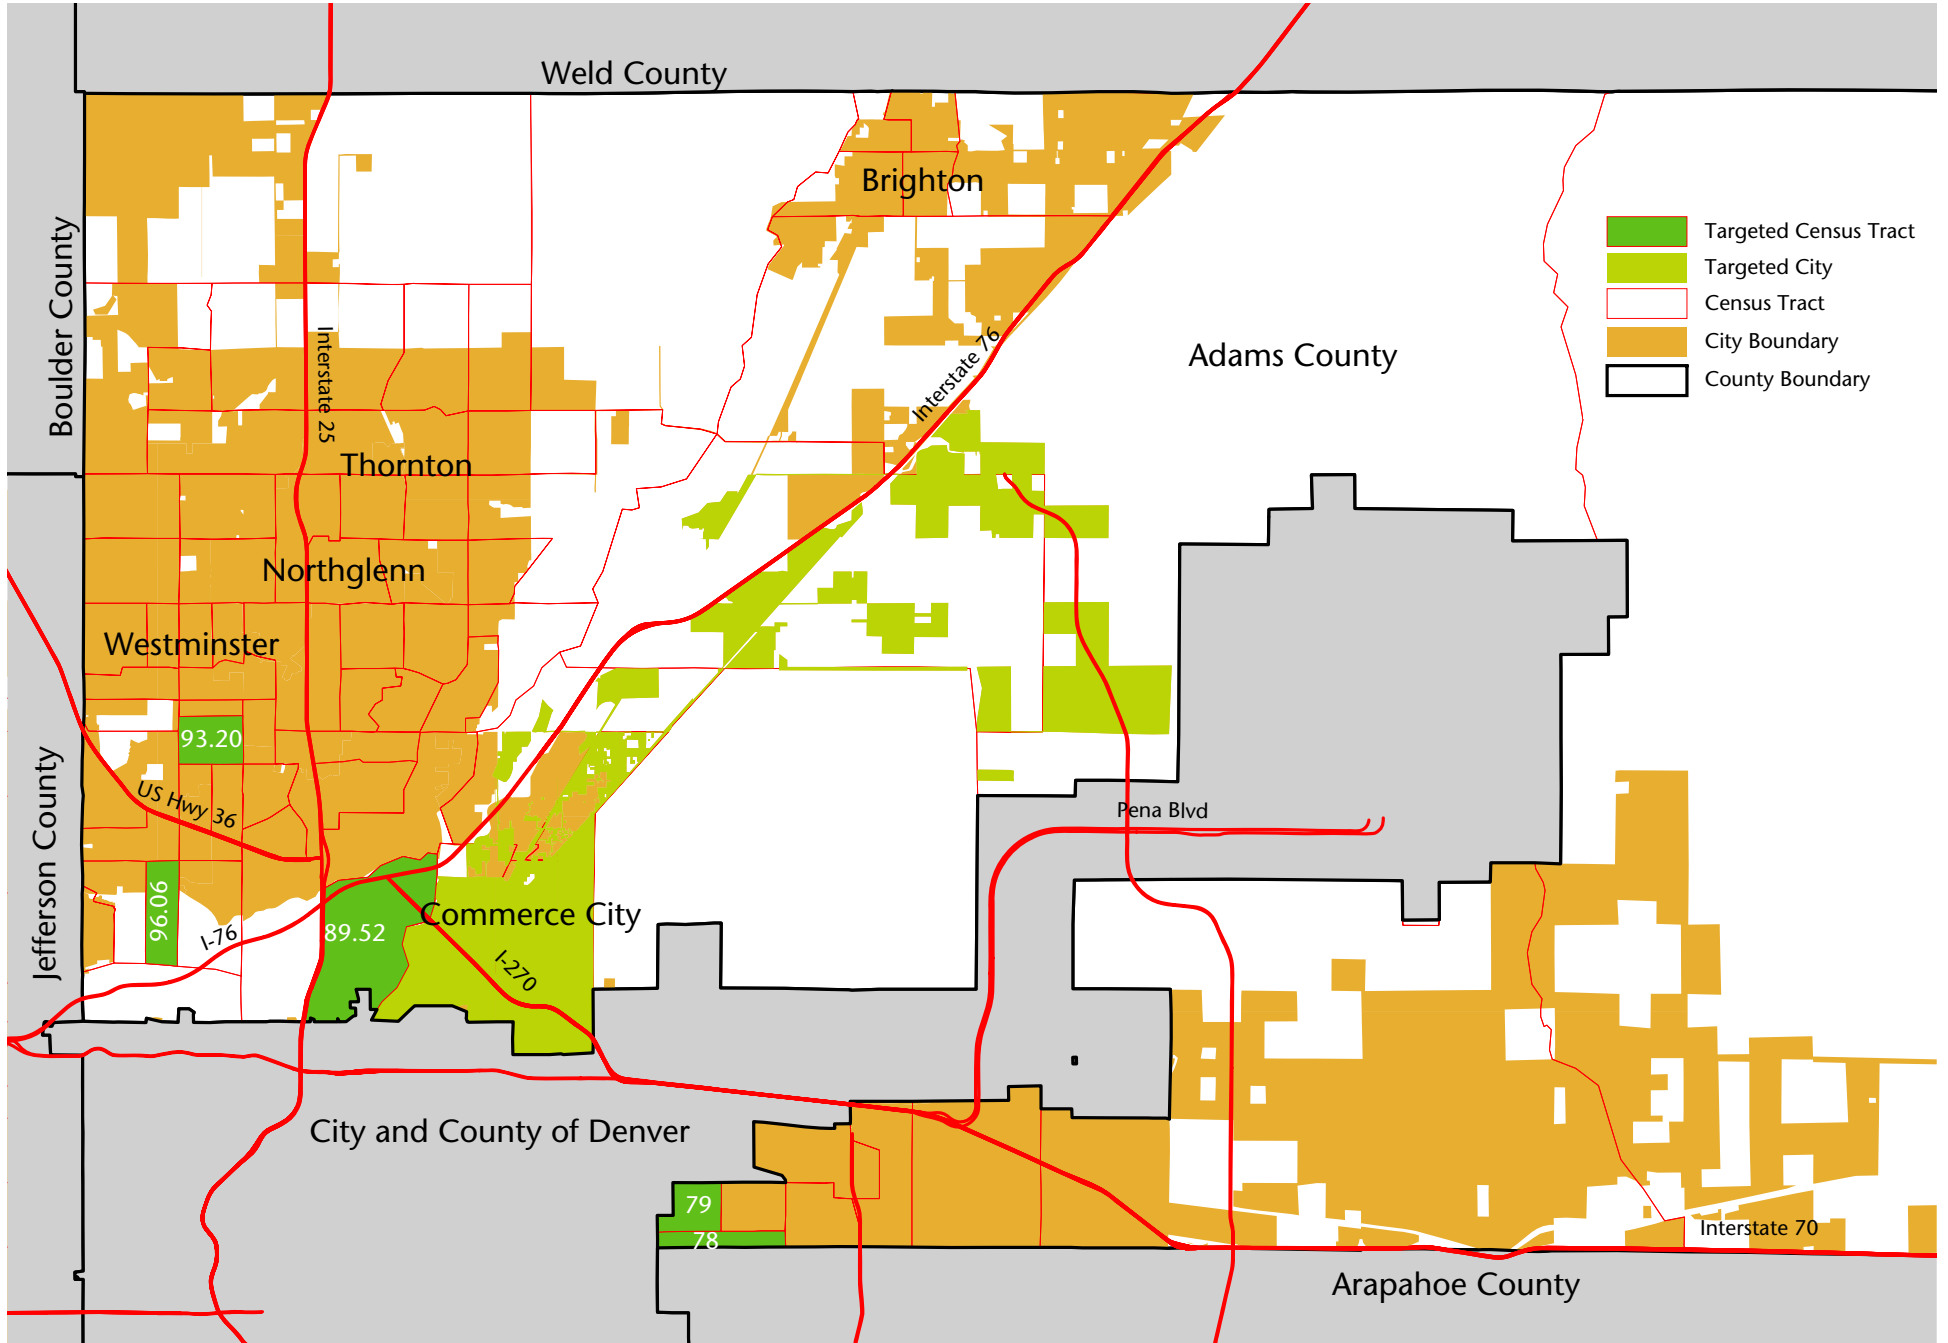 Weld County
Brighton
Boulder County
Targeted Census Tract
Targeted City
Census Tract
City Boundary
County Boundary
Interstate 25
Interstate 76
Adams County
Thornton
Northglenn
Westminster
93.20
US Hwy 36
Jefferson County
Pena Blvd
96.06
I-76
89.52
Commerce City
I-270
City and County of Denver
79
78
Interstate 70
Arapahoe County